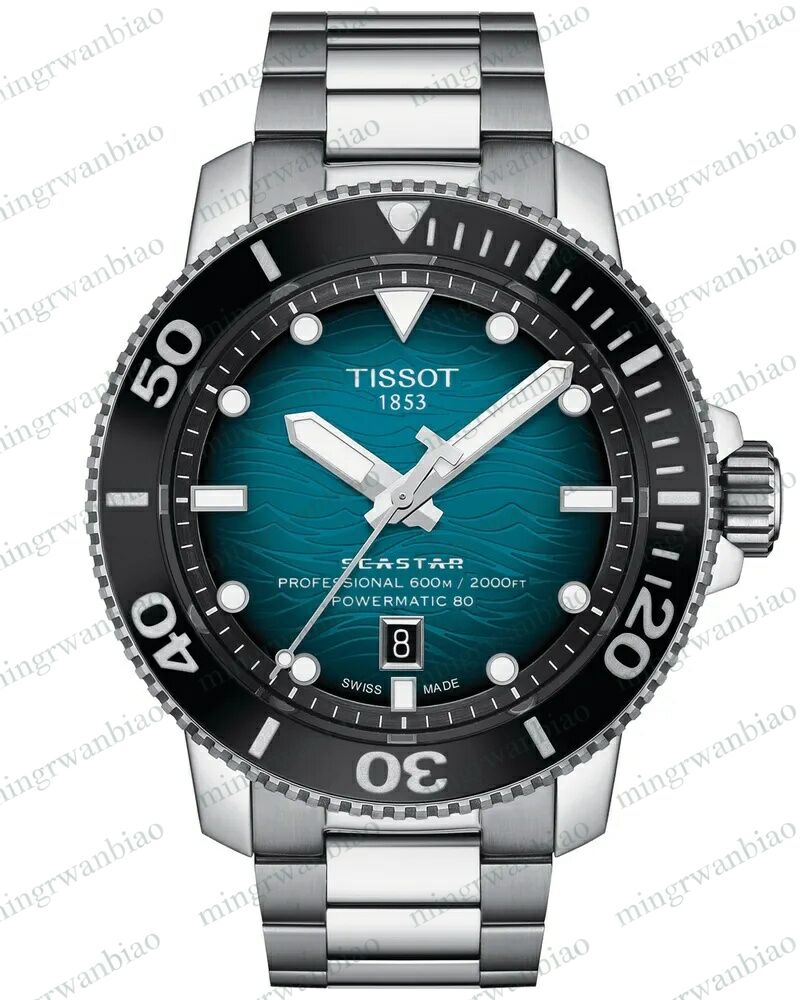 TISSOT
1853
SEASTAR
PROFESSIONAL 600M / 2000FT
POWERMATIC 80
8
SWISS MADE
50
40
30
20
mingrwanbiao